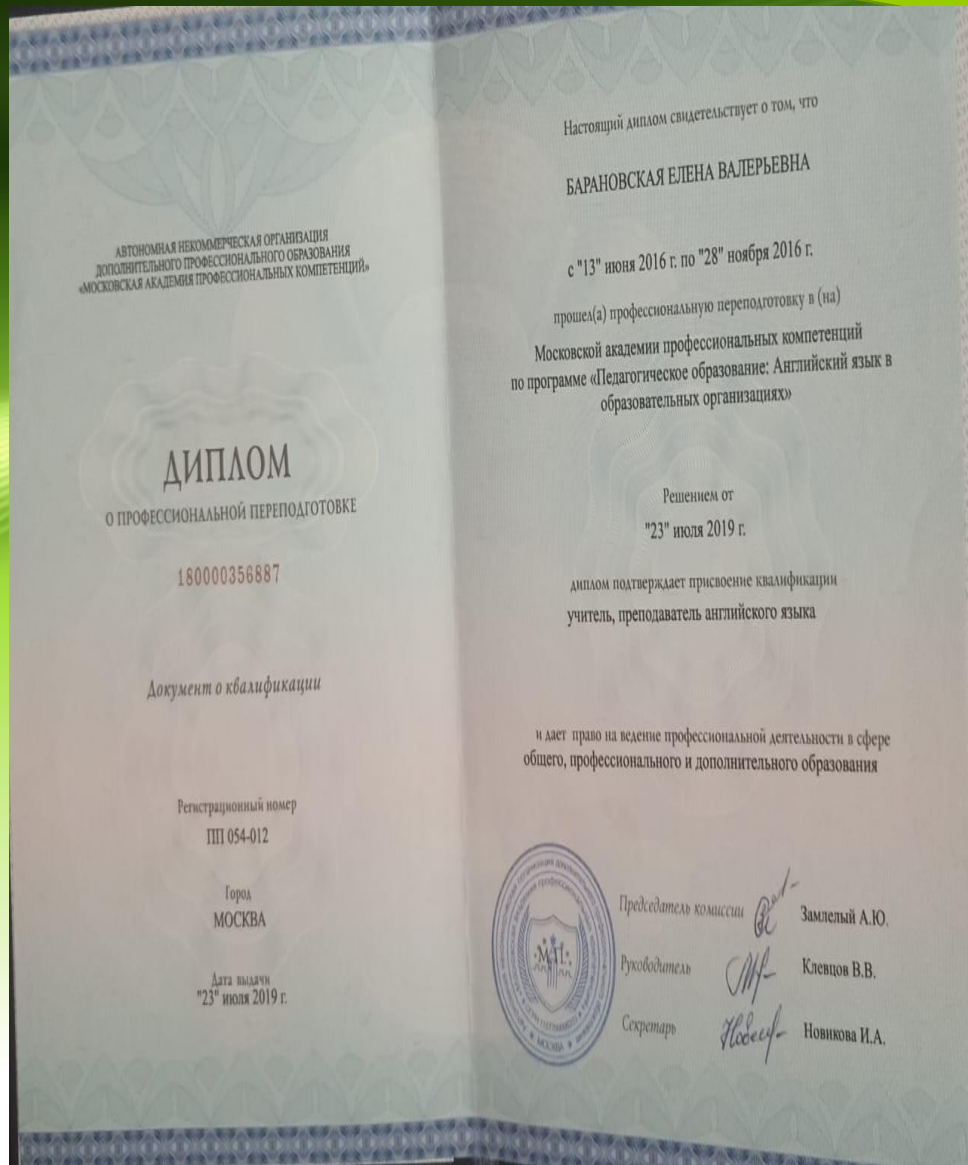 АВТОНОМНАЯ НЕКОММЕРЧЕСКАЯ ОРГАНИЗАЦИЯ
ДОПОЛНИТЕЛЬНОГО ПРОФЕССИОНАЛЬНОГО ОБРАЗОВАНИЯ
«МОСКОВСКАЯ АКАДЕМИЯ ПРОФЕССИОНАЛЬНЫХ КОМПЕТЕНЦИЙ»
ДИПЛОМ
О ПРОФЕССИОНАЛЬНОЙ ПЕРЕПОДГОТОВКЕ
180000356887
Документ о квалификации
Регистрационный номер
ПП 054-012
Город
МОСКВА
Дата выдачи
"23" июля 2019 г.
Настоящий диплом свидетельствует о том, что
БАРАНОВСКАЯ ЕЛЕНА ВАЛЕРЬЕВНА
с "13" июня 2016 г. по "28" ноября 2016 г.
прошел(а) профессиональную переподготовку в (на)
Московской академии профессиональных компетенций
по программе «Педагогическое образование: Английский язык в
образовательных организациях»
Решением от
"23" июля 2019 г.
диплом подтверждает присвоение квалификации
учитель, преподаватель английского языка
и дает право на ведение профессиональной деятельности в сфере
общего, профессионального и дополнительного образования
Председатель комиссии Замлелый А.Ю.
Руководитель Клевцов В.В.
Секретарь Новикова И.А.
М.П.
МОСКВА